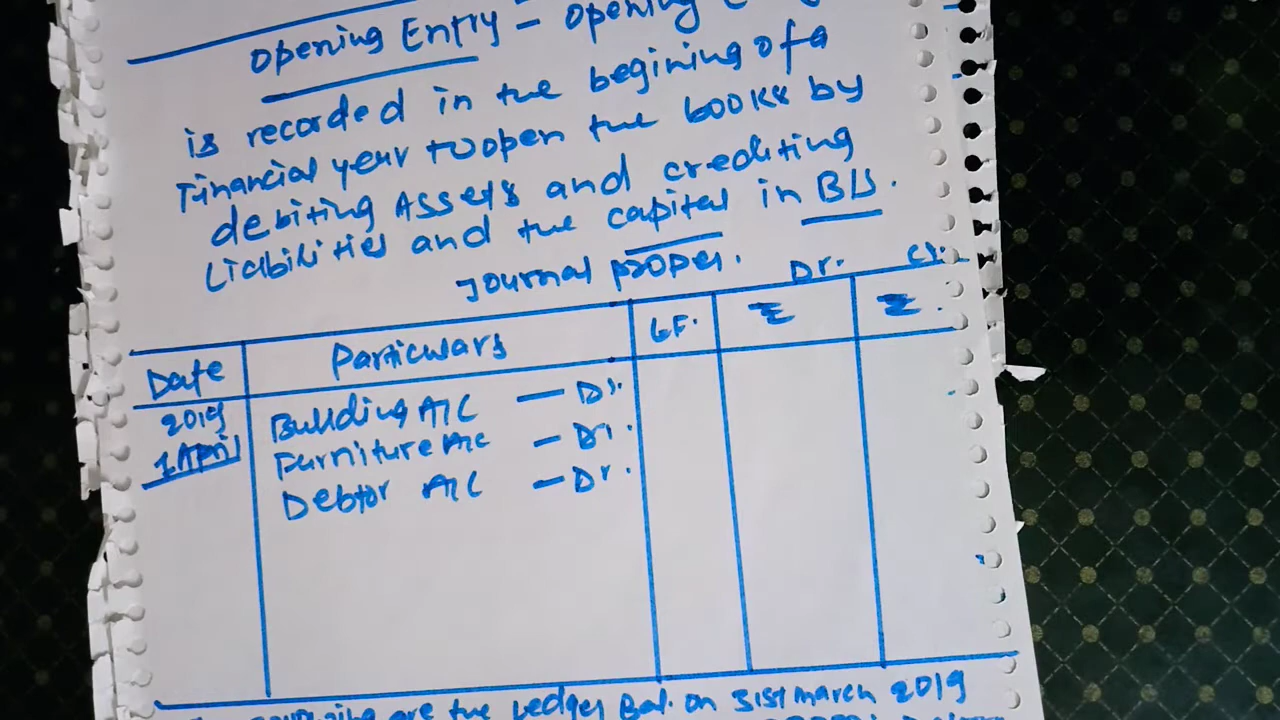 Opening Entry - Opening
is recorded in the begining of a
Financial year to open the books by
debiting Assets and crediting
Liabilities and the capital in B/S.
Journal proper. Dr. Cr.
Date Particulars L.F. ₹ ₹.
2019 Building A/C — Dr.
1 April Furniture A/c — Dr.
Debtor A/C — Dr.
are the Ledger Bal. on 31st march 2019